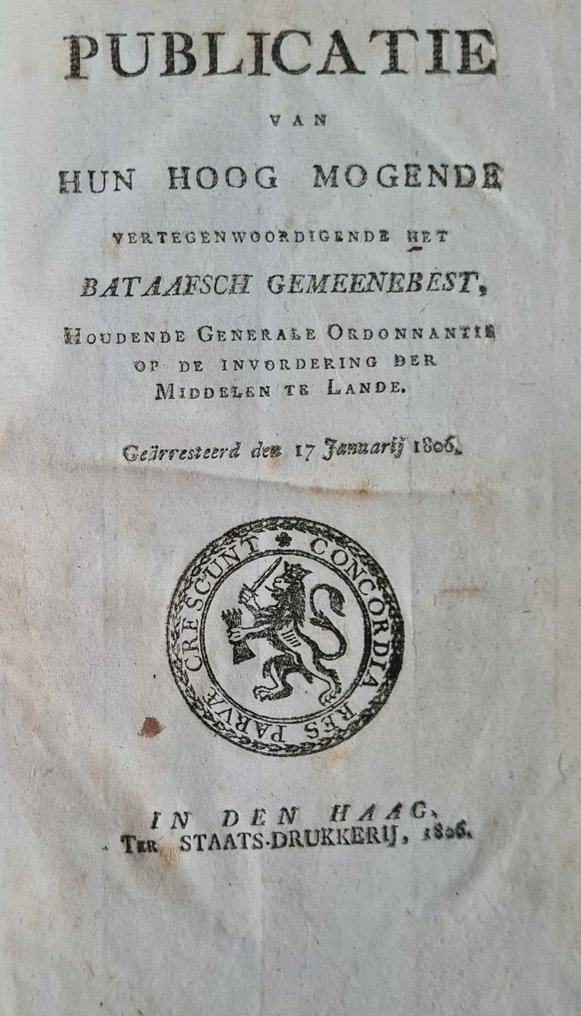 PUBLICATIE
VAN
HUN HOOG MOGENDE
VERTEGENWOORDIGENDE HET
BATAAFSCH GEMEENEBEST,
HOUDENDE GENERALE ORDONNANTIE
OP DE INVORDERING DER
MIDDELEN TE LANDE.
Geärresteerd den 17 Januarij 1806.
CONCORDIA RES PARVÆ CRESCUNT
IN DEN HAAG,
TER STAATS-DRUKKERIJ, 1806.